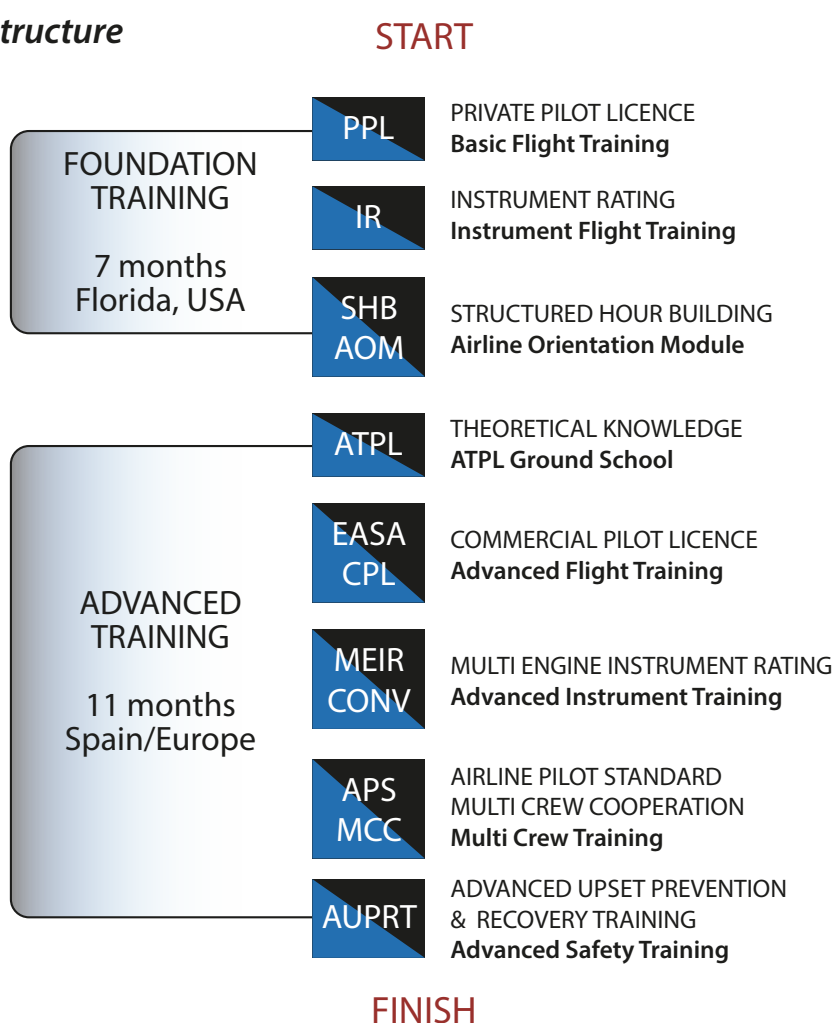 tructure
START
FOUNDATION
TRAINING
7 months
Florida, USA
PPL
PRIVATE PILOT LICENCE
Basic Flight Training
IR
INSTRUMENT RATING
Instrument Flight Training
SHB
AOM
STRUCTURED HOUR BUILDING
Airline Orientation Module
ADVANCED
TRAINING
11 months
Spain/Europe
ATPL
THEORETICAL KNOWLEDGE
ATPL Ground School
EASA
CPL
COMMERCIAL PILOT LICENCE
Advanced Flight Training
MEIR
CONV
MULTI ENGINE INSTRUMENT RATING
Advanced Instrument Training
APS
MCC
AIRLINE PILOT STANDARD
MULTI CREW COOPERATION
Multi Crew Training
AUPRT
ADVANCED UPSET PREVENTION
& RECOVERY TRAINING
Advanced Safety Training
FINISH